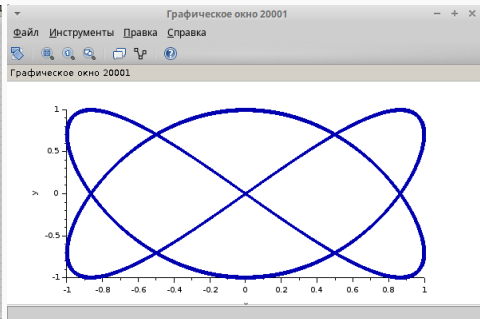 Графическое окно 20001
Файл Инструменты Правка Справка
Графическое окно 20001
1
0.5
y
0
-0.5
-1
-1 -0.8 -0.6 -0.4 -0.2 0 0.2 0.4 0.6 0.8 1